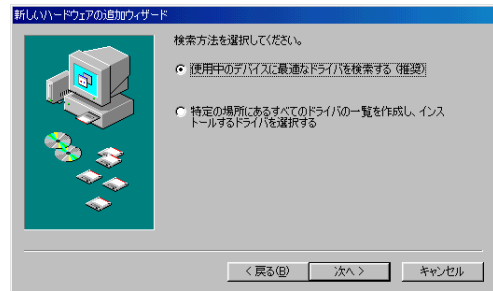 新しいハードウェアの追加ウィザード
検索方法を選択してください。
使用中のデバイスに最適なドライバを検索する (推奨)
特定の場所にあるすべてのドライバの一覧を作成し、インス
トールするドライバを選択する
< 戻る(B)
次へ >
キャンセル